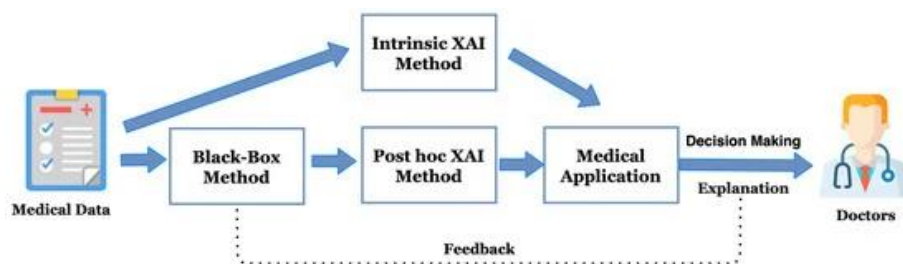 Intrinsic XAI
Method
Medical Data
Black-Box
Method
Post hoc XAI
Method
Medical
Application
Decision Making
Explanation
Doctors
Feedback